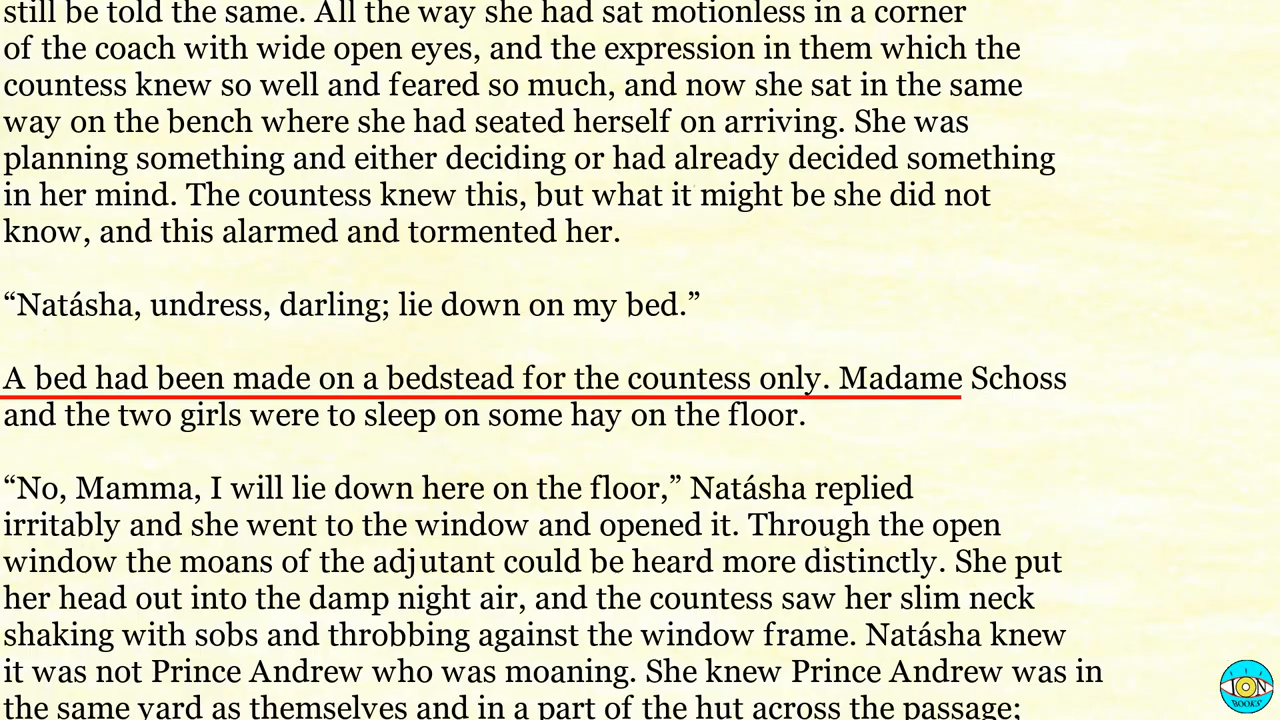 still be told the same. All the way she had sat motionless in a corner
of the coach with wide open eyes, and the expression in them which the
countess knew so well and feared so much, and now she sat in the same
way on the bench where she had seated herself on arriving. She was
planning something and either deciding or had already decided something
in her mind. The countess knew this, but what it might be she did not
know, and this alarmed and tormented her.
“Natásha, undress, darling; lie down on my bed.”
A bed had been made on a bedstead for the countess only. Madame Schoss
and the two girls were to sleep on some hay on the floor.
“No, Mamma, I will lie down here on the floor,” Natásha replied
irritably and she went to the window and opened it. Through the open
window the moans of the adjutant could be heard more distinctly. She put
her head out into the damp night air, and the countess saw her slim neck
shaking with sobs and throbbing against the window frame. Natásha knew
it was not Prince Andrew who was moaning. She knew Prince Andrew was in
the same yard as themselves and in a part of the hut across the passage;
ION
BOOKS